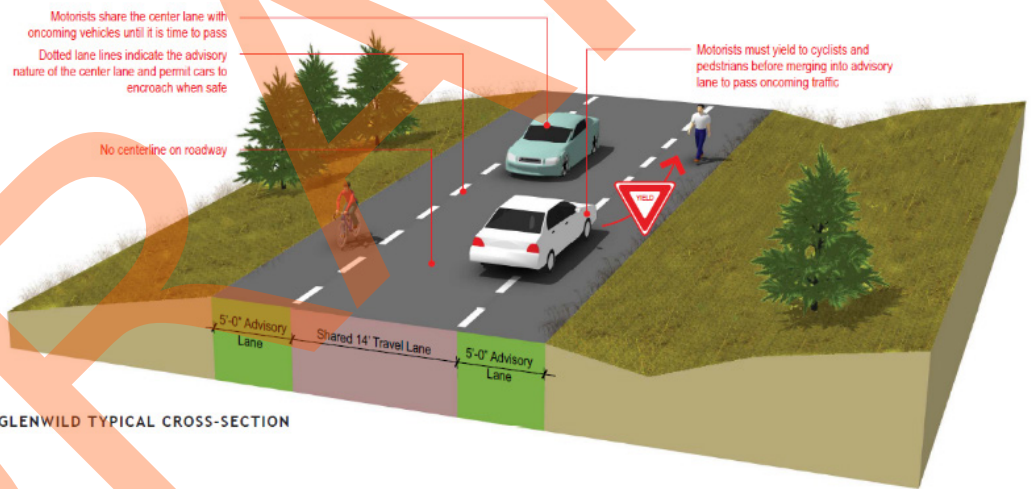 Motorists share the center lane with
oncoming vehicles until it is time to pass
Dotted lane lines indicate the advisory
nature of the center lane and permit cars to
encroach when safe
No centerline on roadway
Motorists must yield to cyclists and
pedstrians before merging into advisory
lane to pass oncoming traffic
YIELD
5'-0" Advisory
Lane
Shared 14' Travel Lane
5'-0" Advisory
Lane
GLENWILD TYPICAL CROSS-SECTION